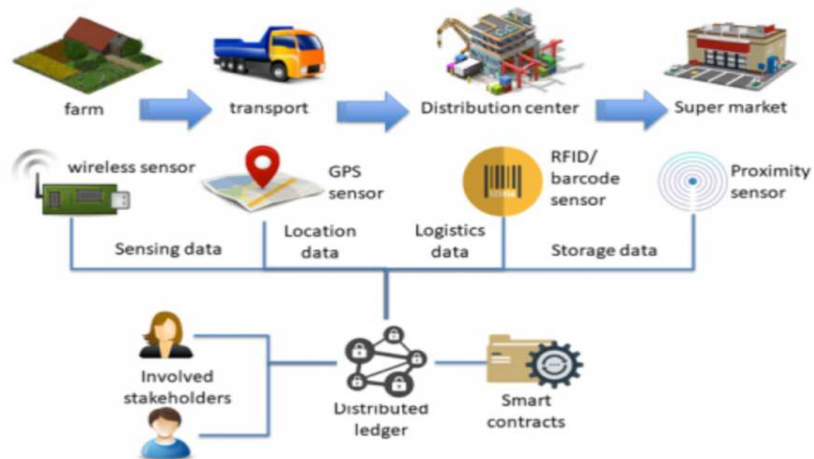 farm
transport
Distribution center
Super market
wireless sensor
GPS
sensor
RFID/
barcode
sensor
Proximity
sensor
Sensing data
Location
data
Logistics
data
Storage data
Involved
stakeholders
Distributed
ledger
Smart
contracts